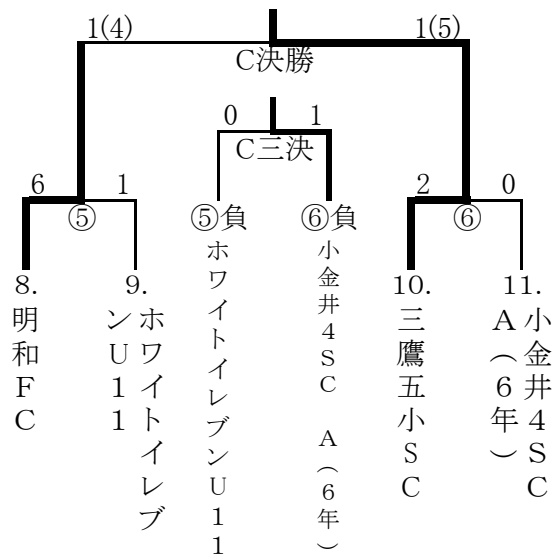 1(4)
1(5)
C決勝
0
1
C三決
6
1
2
0
⑤
⑤負
⑥負
⑥
8.
明和FC
9.
ホワイトイレブ
ンU11
ホワイトイレブンU11
小金井4SC A(6年)
10.
三鷹五小SC
11.
小金井4SC
A(6年)